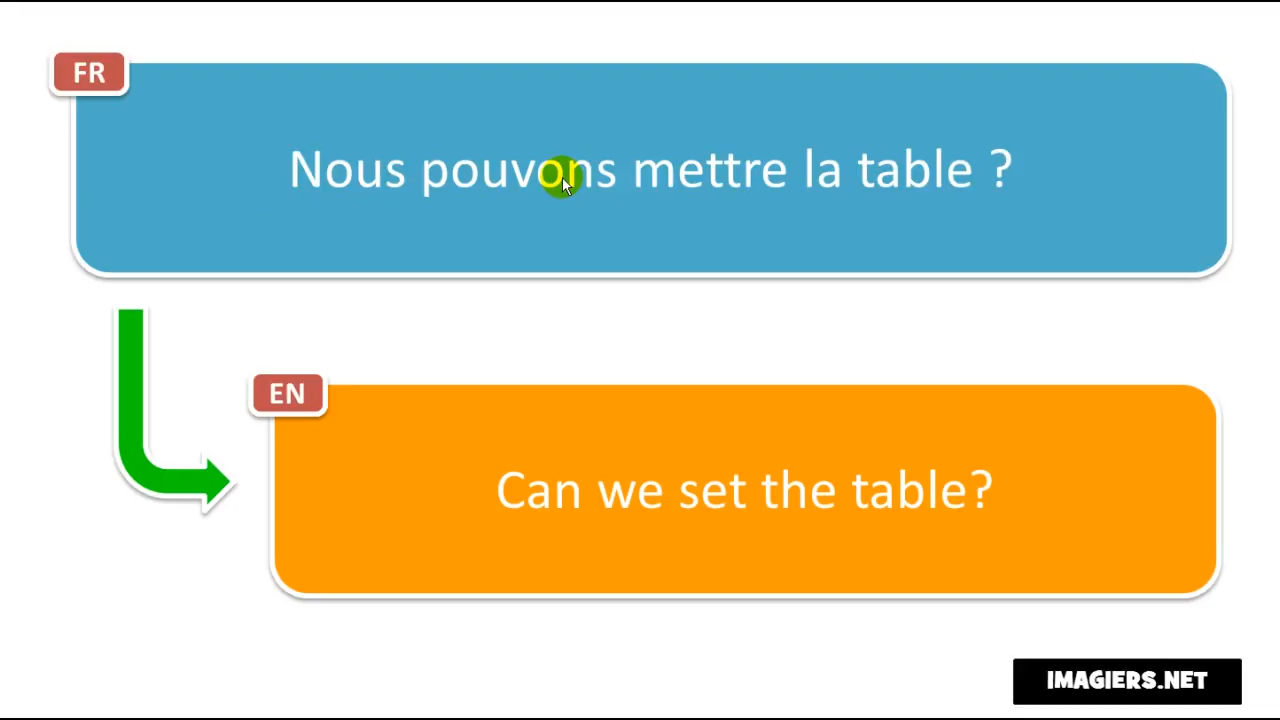 FR
Nous pouvons mettre la table ?
EN
Can we set the table?
IMAGIERS.NET